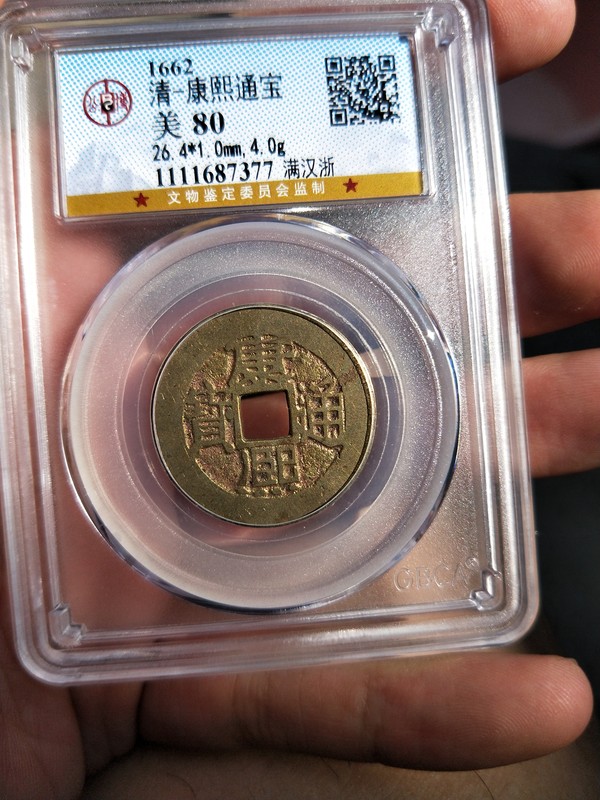 1662
清-康熙通宝
美 80
26.4*1.0mm, 4.0g
1111687377 满汉浙
★ 文物鉴定委员会监制 ★
康熙通寶
GBCA